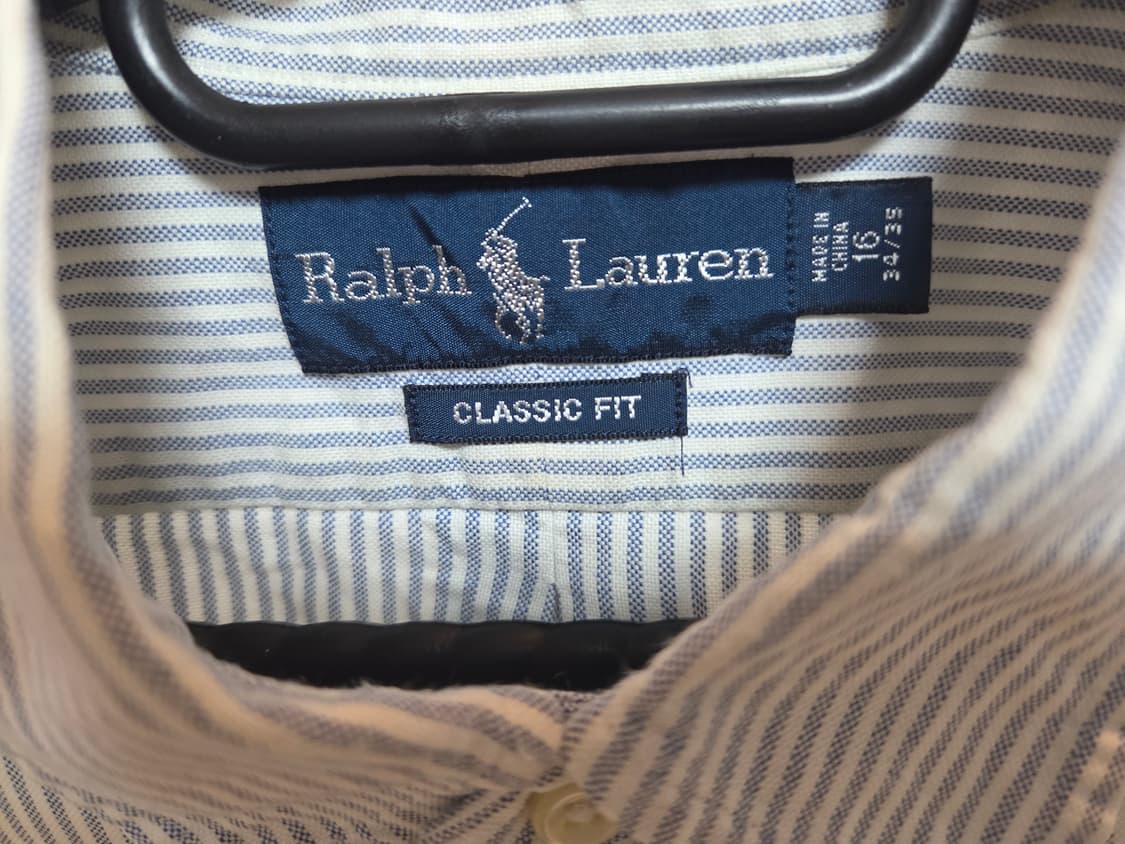 Ralph Lauren
MADE IN
CHINA
16
34/35
CLASSIC FIT